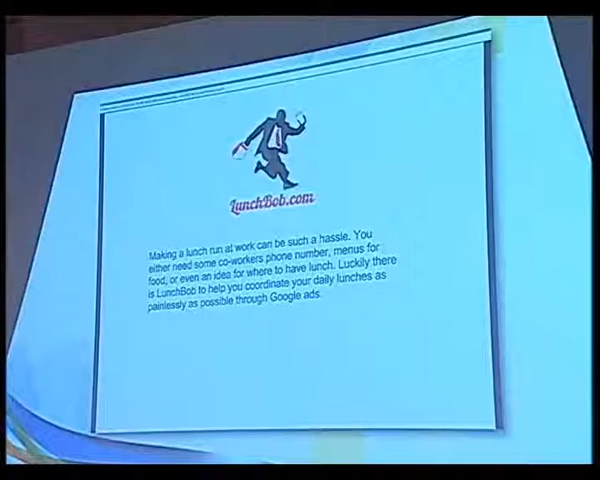 LunchBob.com
Making a lunch run at work can be such a hassle. You
either need some co-workers phone number, menus for
food, or even an idea for where to have lunch. Luckily there
is LunchBob to help you coordinate your daily lunches as
painlessly as possible through Google ads.